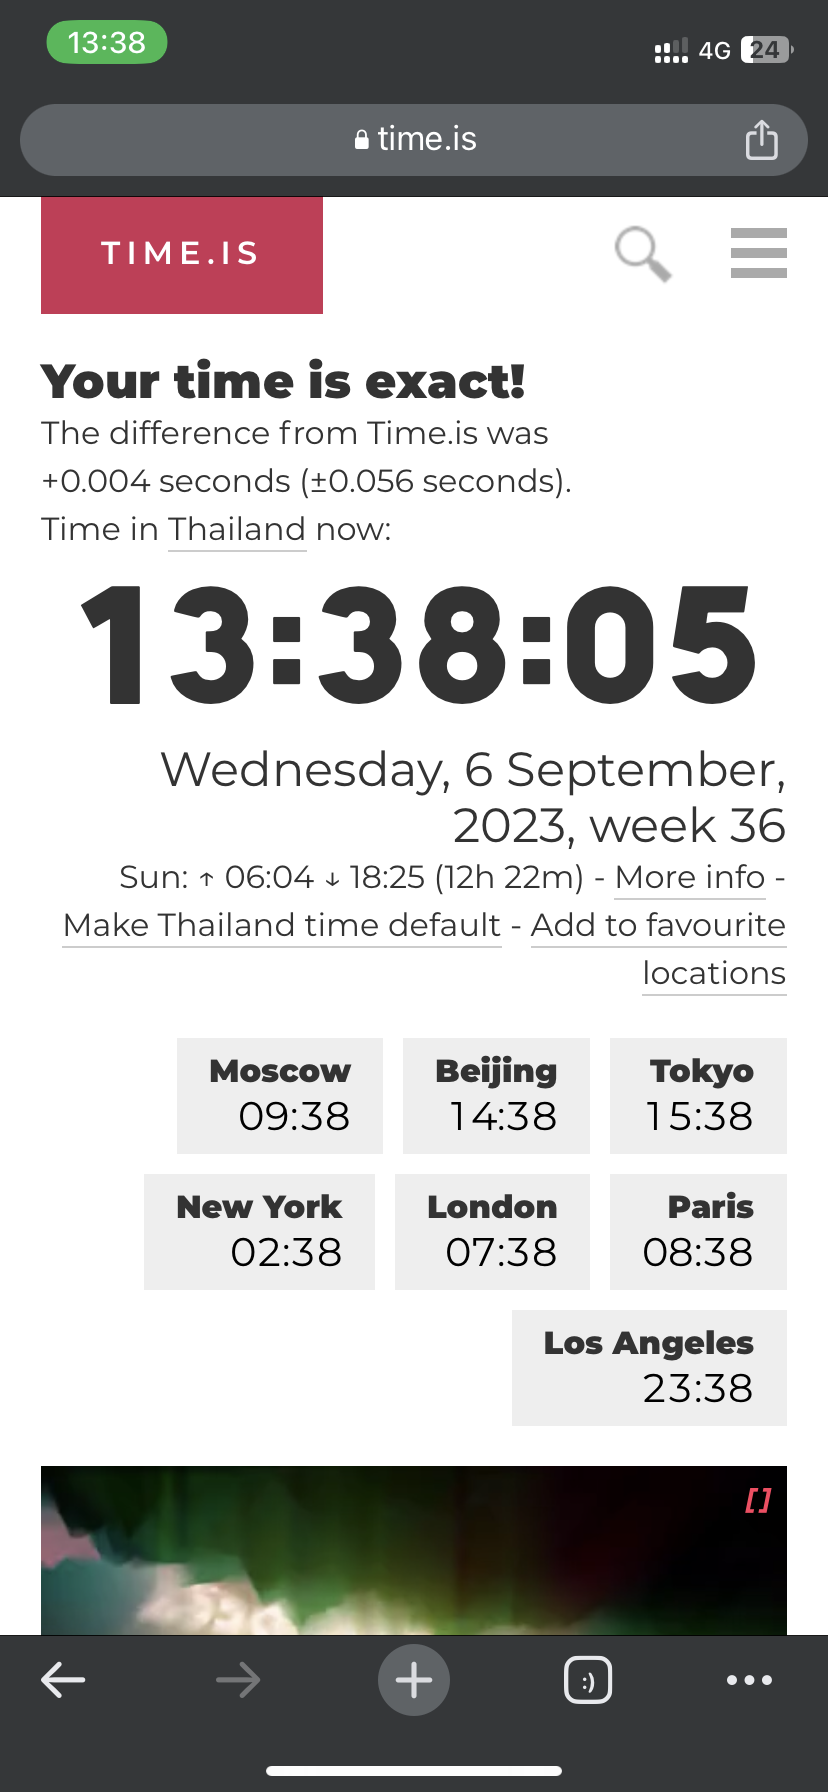 13:38
4G 24
time.is
TIME.IS
Your time is exact!
The difference from Time.is was
+0.004 seconds (±0.056 seconds).
Time in Thailand now:
13:38:05
Wednesday, 6 September,
2023, week 36
Sun: ↑ 06:04 ↓ 18:25 (12h 22m) - More info -
Make Thailand time default - Add to favourite
locations
Moscow Beijing Tokyo
09:38 14:38 15:38
New York London Paris
02:38 07:38 08:38
Los Angeles
23:38
[]
:)